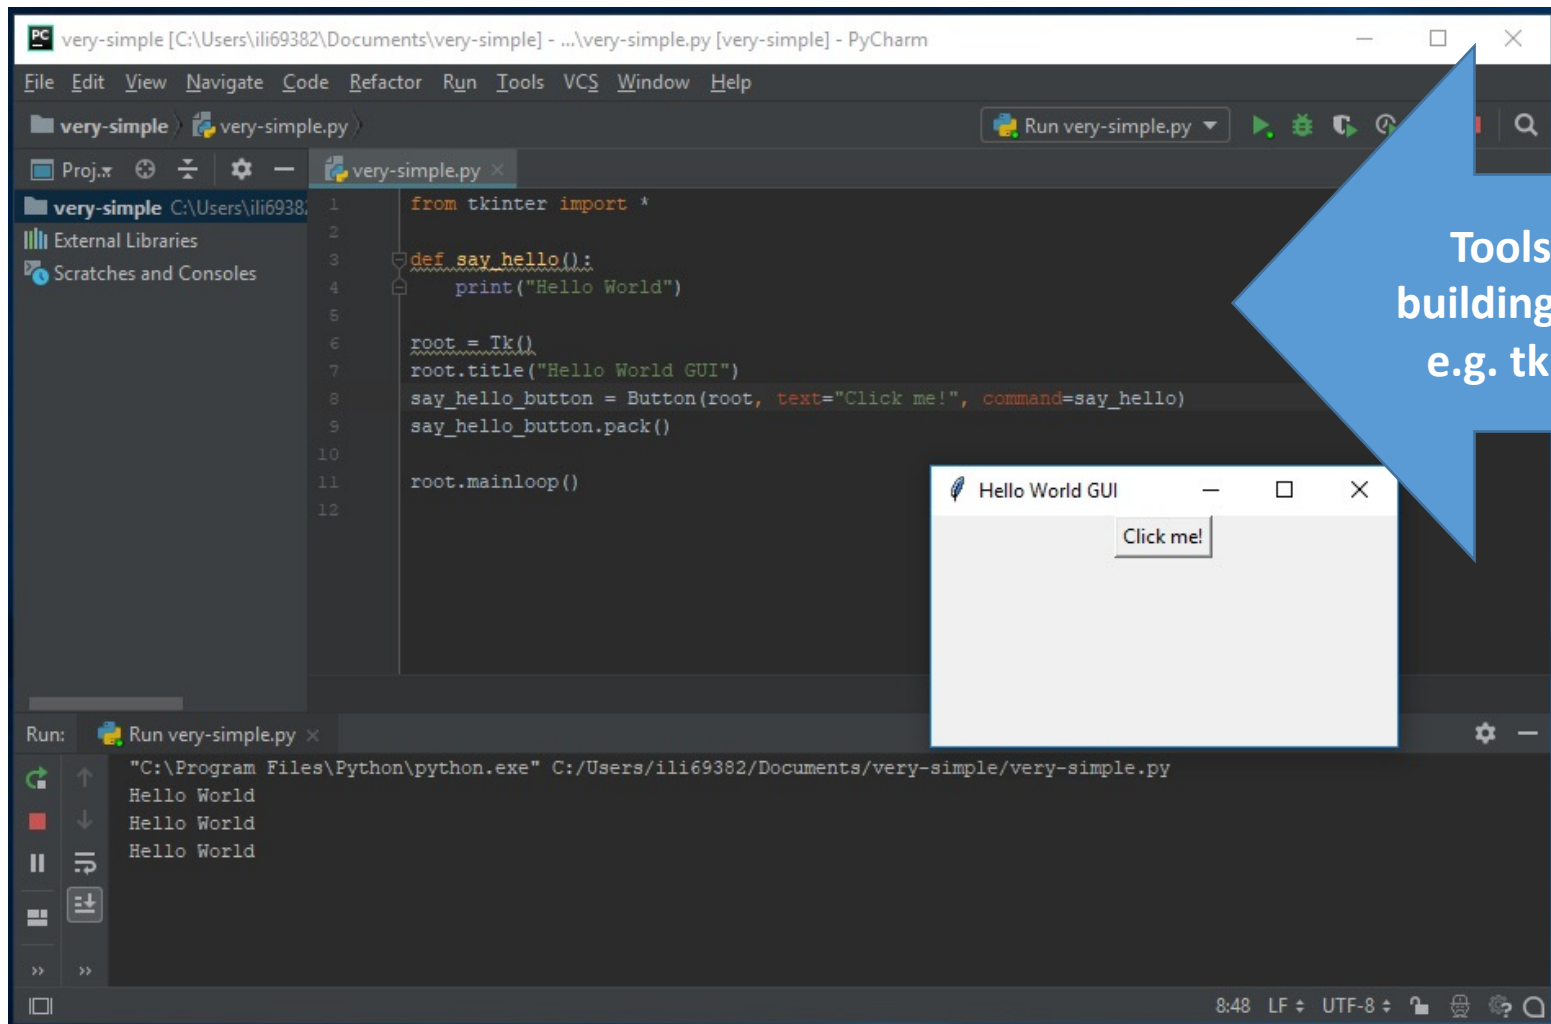 very-simple [C:\Users\ili69382\Documents\very-simple] - ...\very-simple.py [very-simple] - PyCharm
File Edit View Navigate Code Refactor Run Tools VCS Window Help
very-simple very-simple.py
Run very-simple.py
Proj..
very-simple.py
very-simple C:\Users\ili69382
External Libraries
Scratches and Consoles
1 from tkinter import *
2
3 def say_hello():
4 print("Hello World")
5
6 root = Tk()
7 root.title("Hello World GUI")
8 say_hello_button = Button(root, text="Click me!", command=say_hello)
9 say_hello_button.pack()
10
11 root.mainloop()
12
Tools
building
e.g. tk
Hello World GUI
Click me!
Run: Run very-simple.py
"C:\Program Files\Python\python.exe" C:/Users/ili69382/Documents/very-simple/very-simple.py
Hello World
Hello World
Hello World
8:48 LF UTF-8